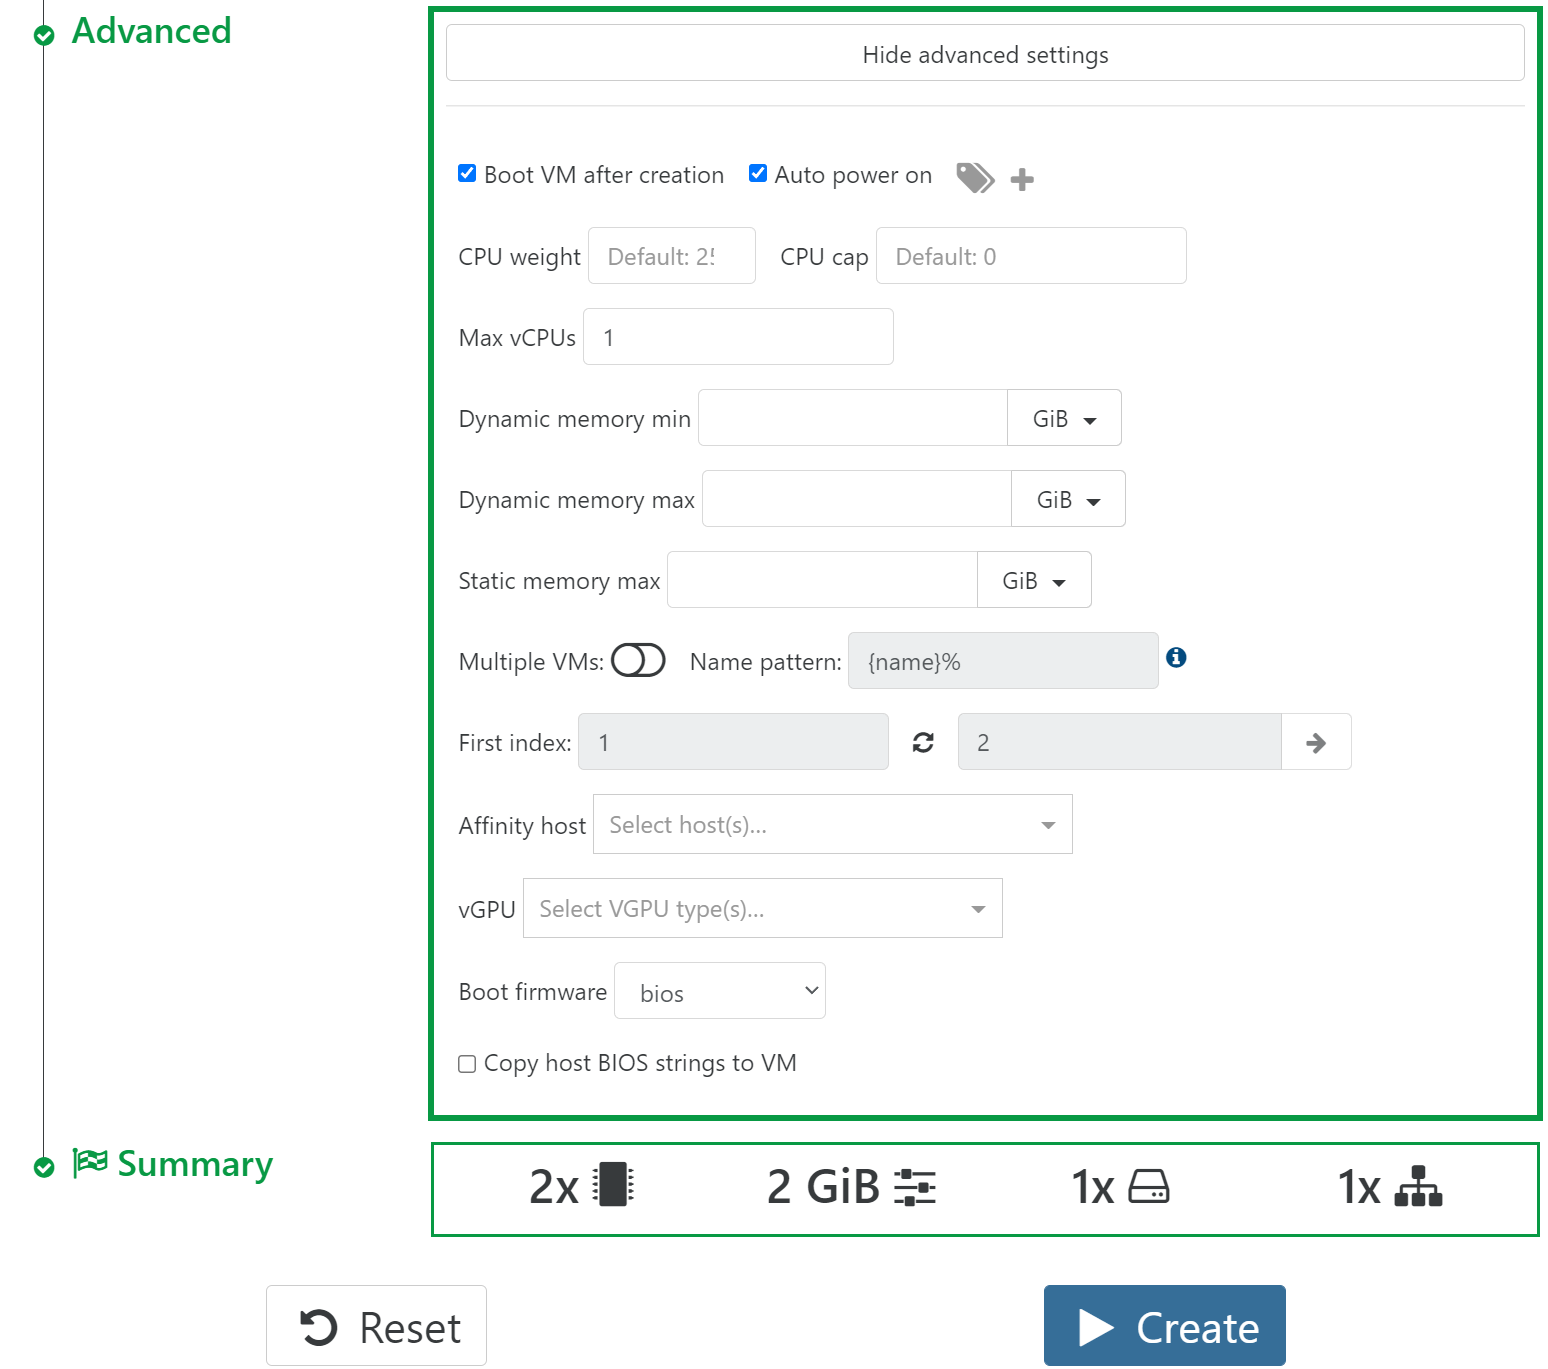 Advanced
Hide advanced settings
Boot VM after creation Auto power on
CPU weight Default: 25 CPU cap Default: 0
Max vCPUs 1
Dynamic memory min GiB
Dynamic memory max GiB
Static memory max GiB
Multiple VMs: Name pattern: {name}%
First index: 1 2
Affinity host Select host(s)...
vGPU Select VGPU type(s)...
Boot firmware bios
Copy host BIOS strings to VM
Summary
2x 2 GiB 1x 1x
Reset Create